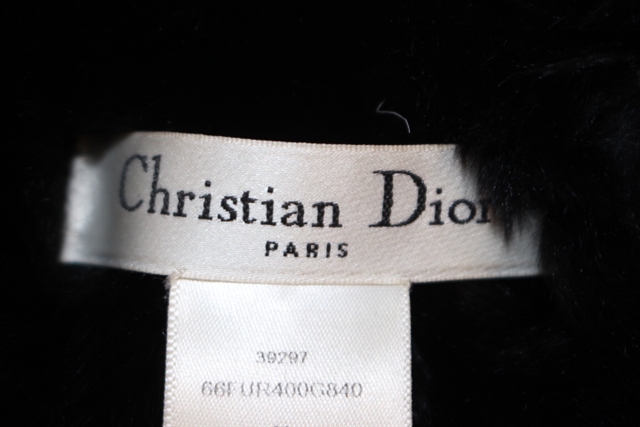 Christian Dior
PARIS
39297
66FUR400G840